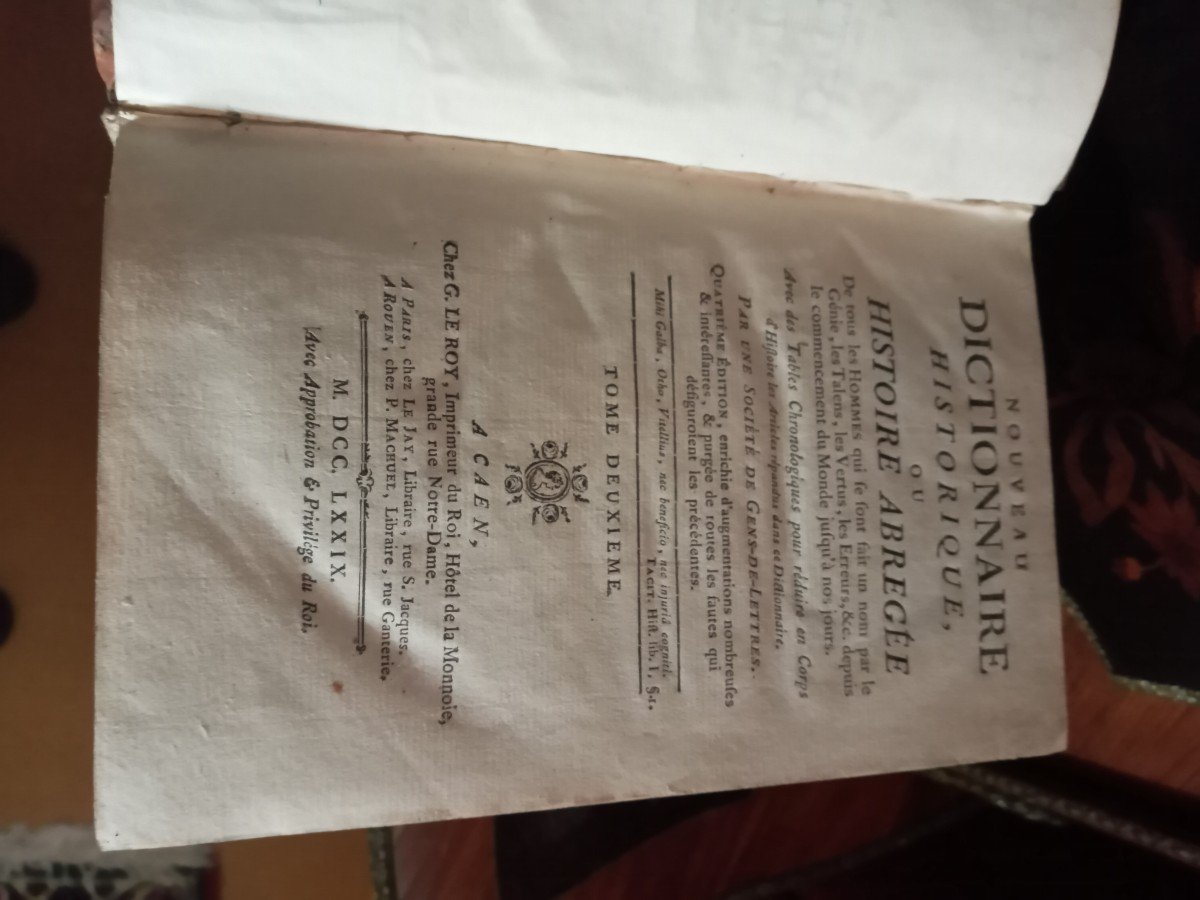 NOUVEAU
DICTIONNAIRE
HISTORIQUE,
OU
HISTOIRE ABREGÉE
De tous les HOMMES qui ſe ſont fait un nom par le
Génie, les Talens, les Vertus, les Erreurs, &c. depuis
le commencement du Monde juſqu'à nos jours.
Avec des Tables Chronologiques pour réduire en Corps
d'Hiſtoire les Articles répandus dans ce Dictionnaire.
PAR UNE SOCIÉTÉ DE GENS-DE-LETTRES.
QUATRIÈME ÉDITION, enrichie d'augmentations nombreuſes
& intéreſſantes, & purgée de toutes les fautes qui
défiguroient les précédentes.
Mihi Galba, Otho, Vitellius, nec beneficio, nec injuriâ cogniti.
TACIT. Hiſt. lib. I, §.1.
TOME DEUXIEME.
A CAEN,
Chez G. LE ROY, Imprimeur du Roi, Hôtel de la Monnoie,
grande rue Notre-Dame.
A PARIS, chez LE JAY, Libraire, rue S. Jacques.
A ROUEN, chez P. MACHUEL, Libraire, rue Ganterie.
M. DCC. LXXIX.
Avec Approbation & Privilége du Roi.